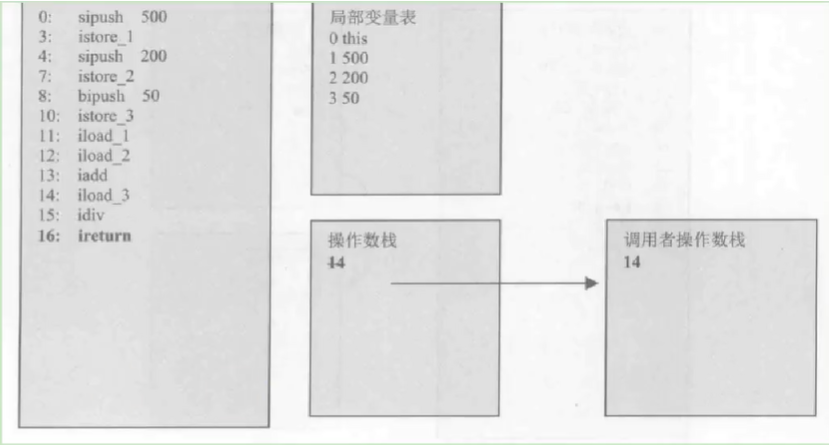 0: sipush 500
3: istore_1
4: sipush 200
7: istore_2
8: bipush 50
10: istore_3
11: iload_1
12: iload_2
13: iadd
14: iload_3
15: idiv
16: ireturn
局部变量表
0 this
1 500
2 200
3 50
操作数栈
14
调用者操作数栈
14